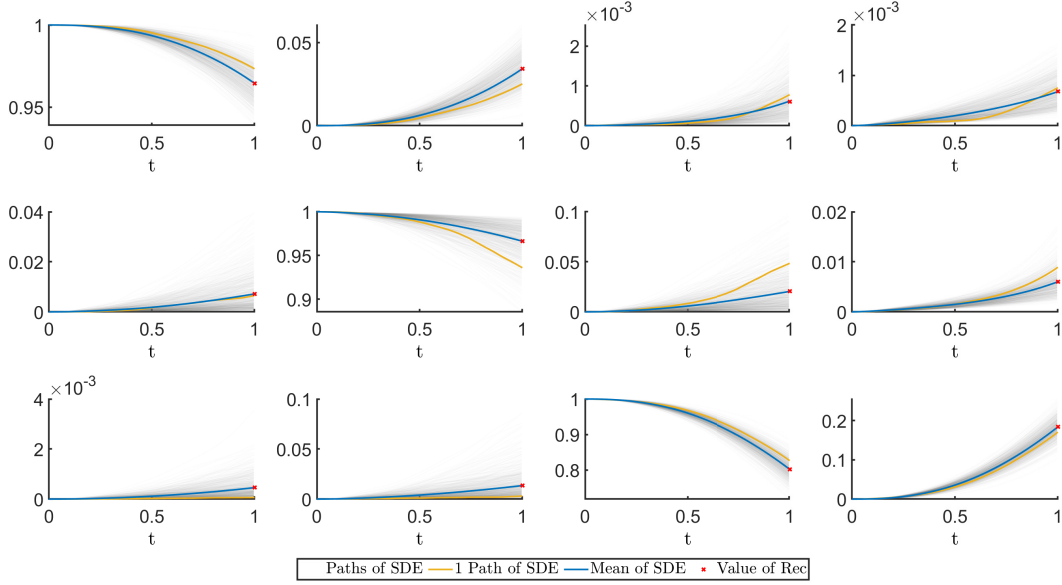 ×10-3 ×10-3
1 0.05 2 2
0.95 1 1
0 0 0
0 0.5 1 0 0.5 1 0 0.5 1 0 0.5 1
t t t t
0.04 1 0.1 0.02
0.02 0.95 0.05 0.01
0 0.9 0 0
0 0.5 1 0 0.5 1 0 0.5 1 0 0.5 1
t t t t
×10-3
4 0.1 1 0.2
2 0.05 0.9 0.1
0 0 0.8 0
0 0.5 1 0 0.5 1 0 0.5 1 0 0.5 1
t t t t
Paths of SDE 1 Path of SDE Mean of SDE Value of Rec